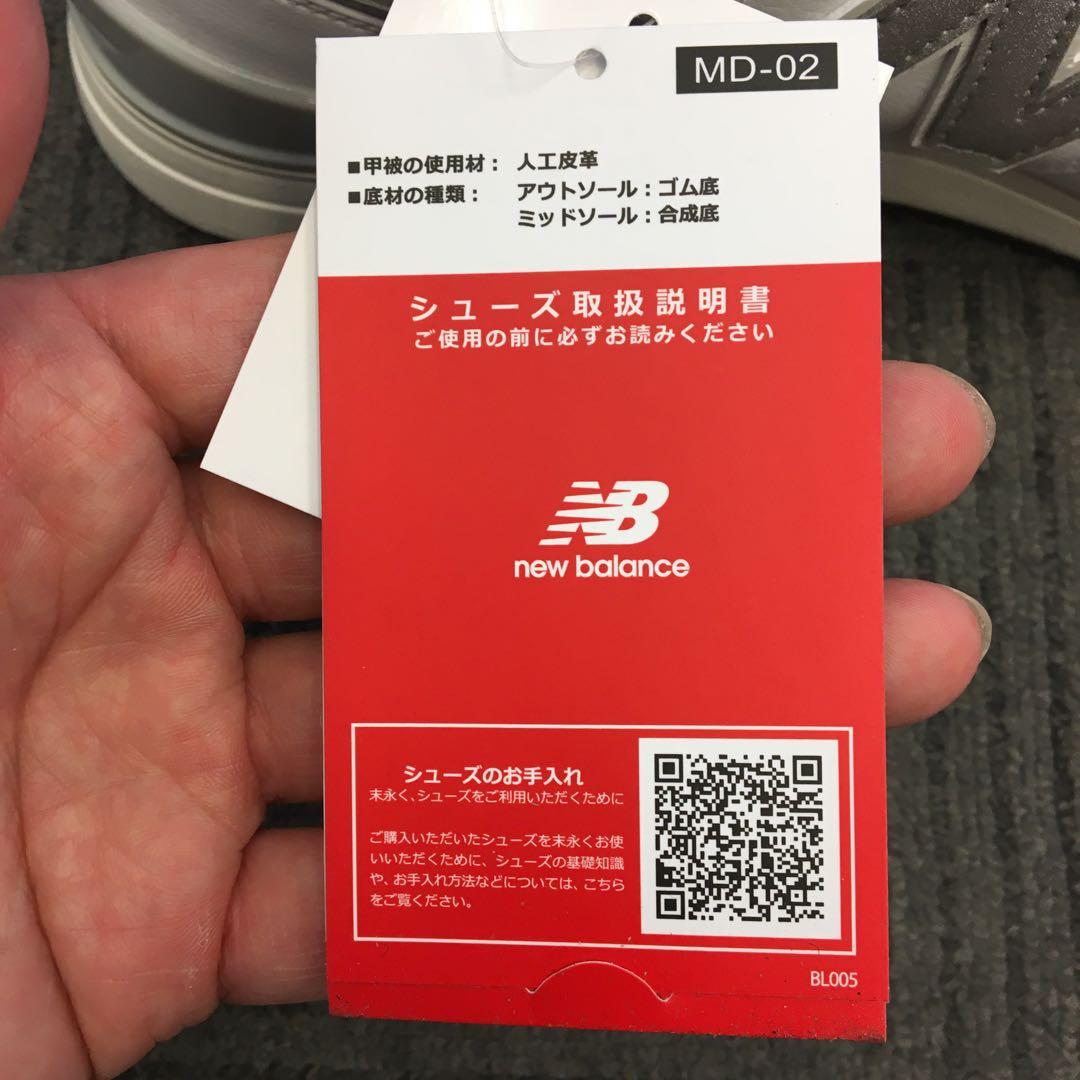 MD-02
■甲被の使用材： 人工皮革
■底材の種類： アウトソール：ゴム底
ミッドソール：合成底
シューズ取扱説明書
ご使用の前に必ずお読みください
NB
new balance
シューズのお手入れ
末永く、シューズをご利用いただくために
ご購入いただいたシューズを末永くお使
いいただくために、シューズの基礎知識
や、お手入れ方法などについては、こちら
をご覧ください。
BL005